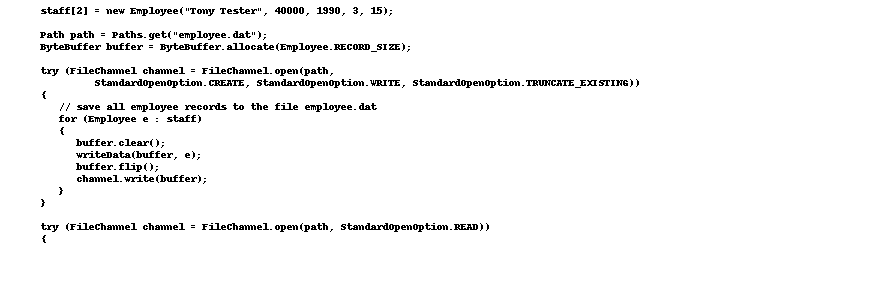 staff[2] = new Employee("Tony Tester", 40000, 1990, 3, 15);
Path path = Paths.get("employee.dat");
ByteBuffer buffer = ByteBuffer.allocate(Employee.RECORD_SIZE);
try (FileChannel channel = FileChannel.open(path,
StandardOpenOption.CREATE, StandardOpenOption.WRITE, StandardOpenOption.TRUNCATE_EXISTING))
{
// save all employee records to the file employee.dat
for (Employee e : staff)
{
buffer.clear();
writeData(buffer, e);
buffer.flip();
channel.write(buffer);
}
}
try (FileChannel channel = FileChannel.open(path, StandardOpenOption.READ))
{